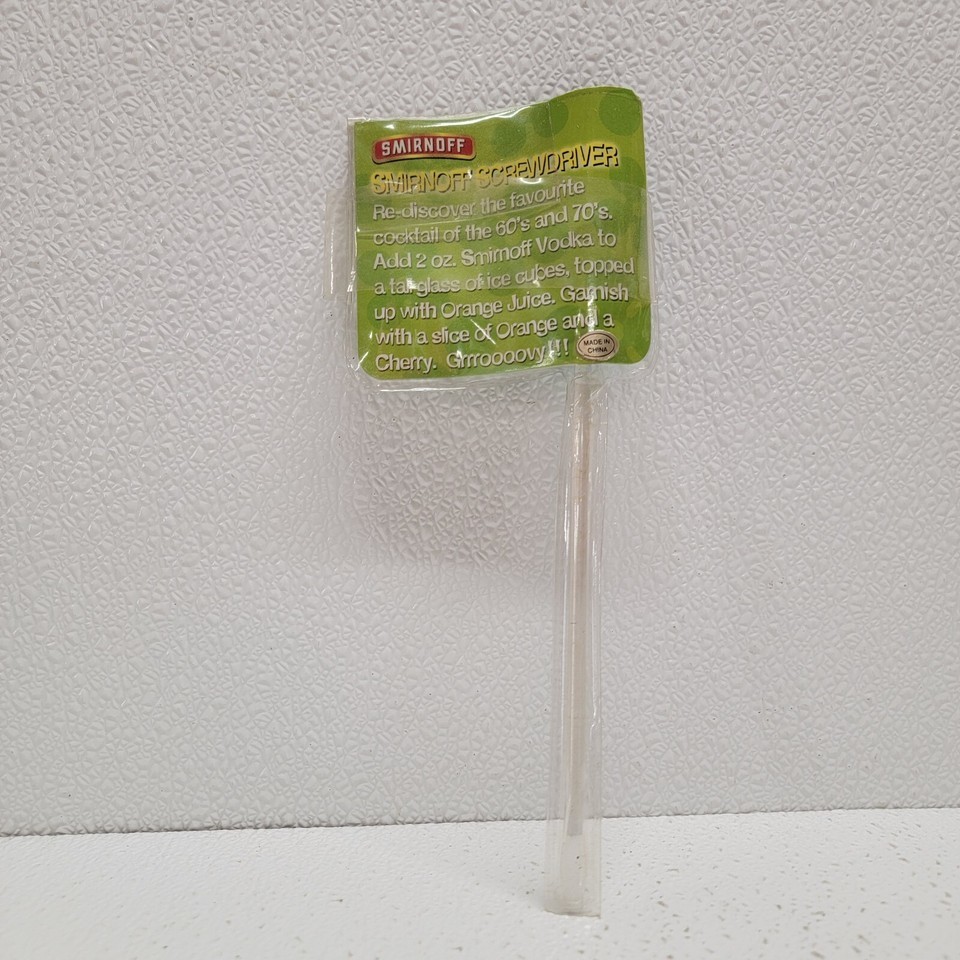 SMIRNOFF
SMIRNOFF SCREWDRIVER
Re-discover the favourite
cocktail of the 60's and 70's.
Add 2 oz. Smirnoff Vodka to
a tall glass of ice cubes, topped
up with Orange Juice. Garnish
with a slice of Orange and a
Cherry. Grrroooovy!!!
MADE IN
CHINA